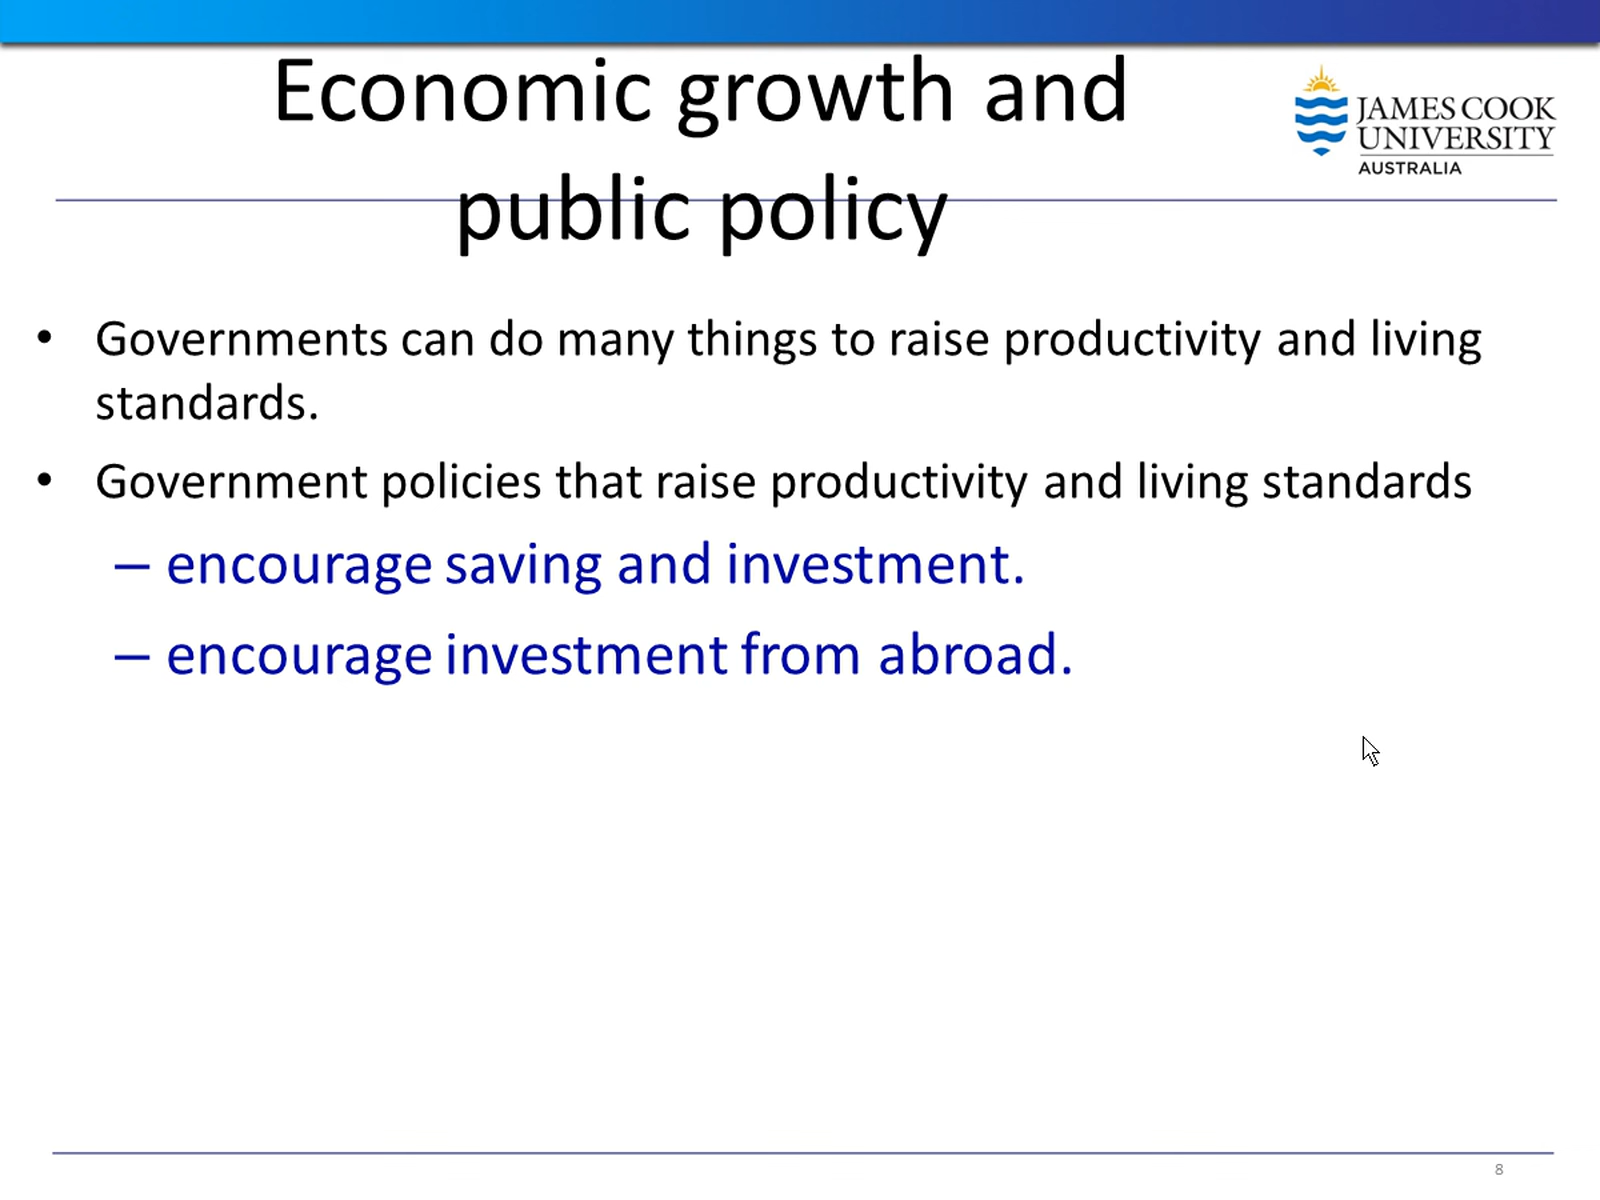 Economic growth and
public policy
JAMES COOK
UNIVERSITY
AUSTRALIA
• Governments can do many things to raise productivity and living
standards.
• Government policies that raise productivity and living standards
– encourage saving and investment.
– encourage investment from abroad.
8